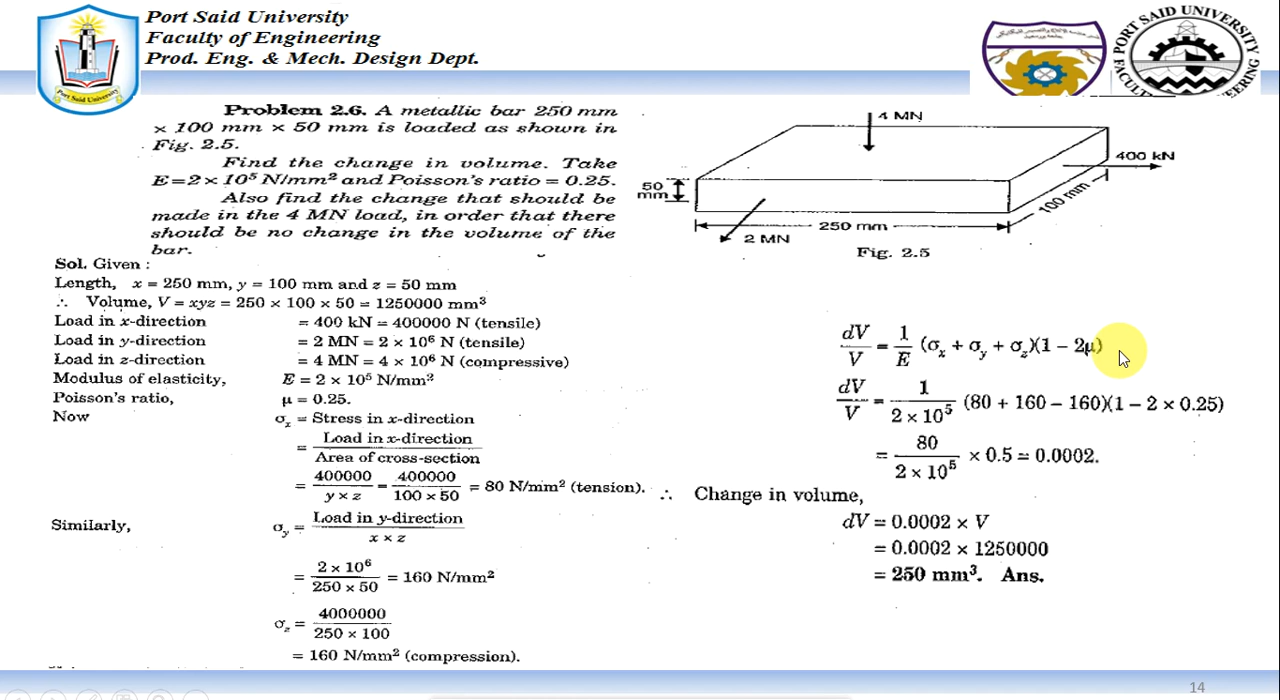 Port Said University
Faculty of Engineering
Prod. Eng. & Mech. Design Dept.
Port Said University
PORT SAID UNIVERSITY
Problem 2.6. A metallic bar 250 mm
× 100 mm × 50 mm is loaded as shown in
Fig. 2.5.
Find the change in volume. Take
E=2× 10⁵ N/mm² and Poisson's ratio = 0.25.
Also find the change that should be
made in the 4 MN load, in order that there
should be no change in the volume of the
bar.
4 MN
400 kN
50
mm
100 mm
250 mm
2 MN
Fig. 2.5
Sol. Given :
Length, x = 250 mm, y = 100 mm and z = 50 mm
∴ Volume, V = xyz = 250 × 100 × 50 = 1250000 mm³
Load in x-direction = 400 kN = 400000 N (tensile)
Load in y-direction = 2 MN = 2 × 10⁶ N (tensile)
Load in z-direction = 4 MN = 4 × 10⁶ N (compressive)
Modulus of elasticity, E = 2 × 10⁵ N/mm²
Poisson's ratio, μ = 0.25.
Now σx = Stress in x-direction
= Load in x-direction / Area of cross-section
= 400000 / y × z = 400000 / 100 × 50 = 80 N/mm² (tension).
Similarly, σy = Load in y-direction / x × z
= 2 × 10⁶ / 250 × 50 = 160 N/mm²
σz = 4000000 / 250 × 100
= 160 N/mm² (compression).
dV / V = 1 / E (σx + σy + σz)(1 − 2μ)
dV / V = 1 / 2 × 10⁵ (80 + 160 − 160)(1 − 2 × 0.25)
= 80 / 2 × 10⁵ × 0.5 = 0.0002.
∴ Change in volume,
dV = 0.0002 × V
= 0.0002 × 1250000
= 250 mm³. Ans.
14